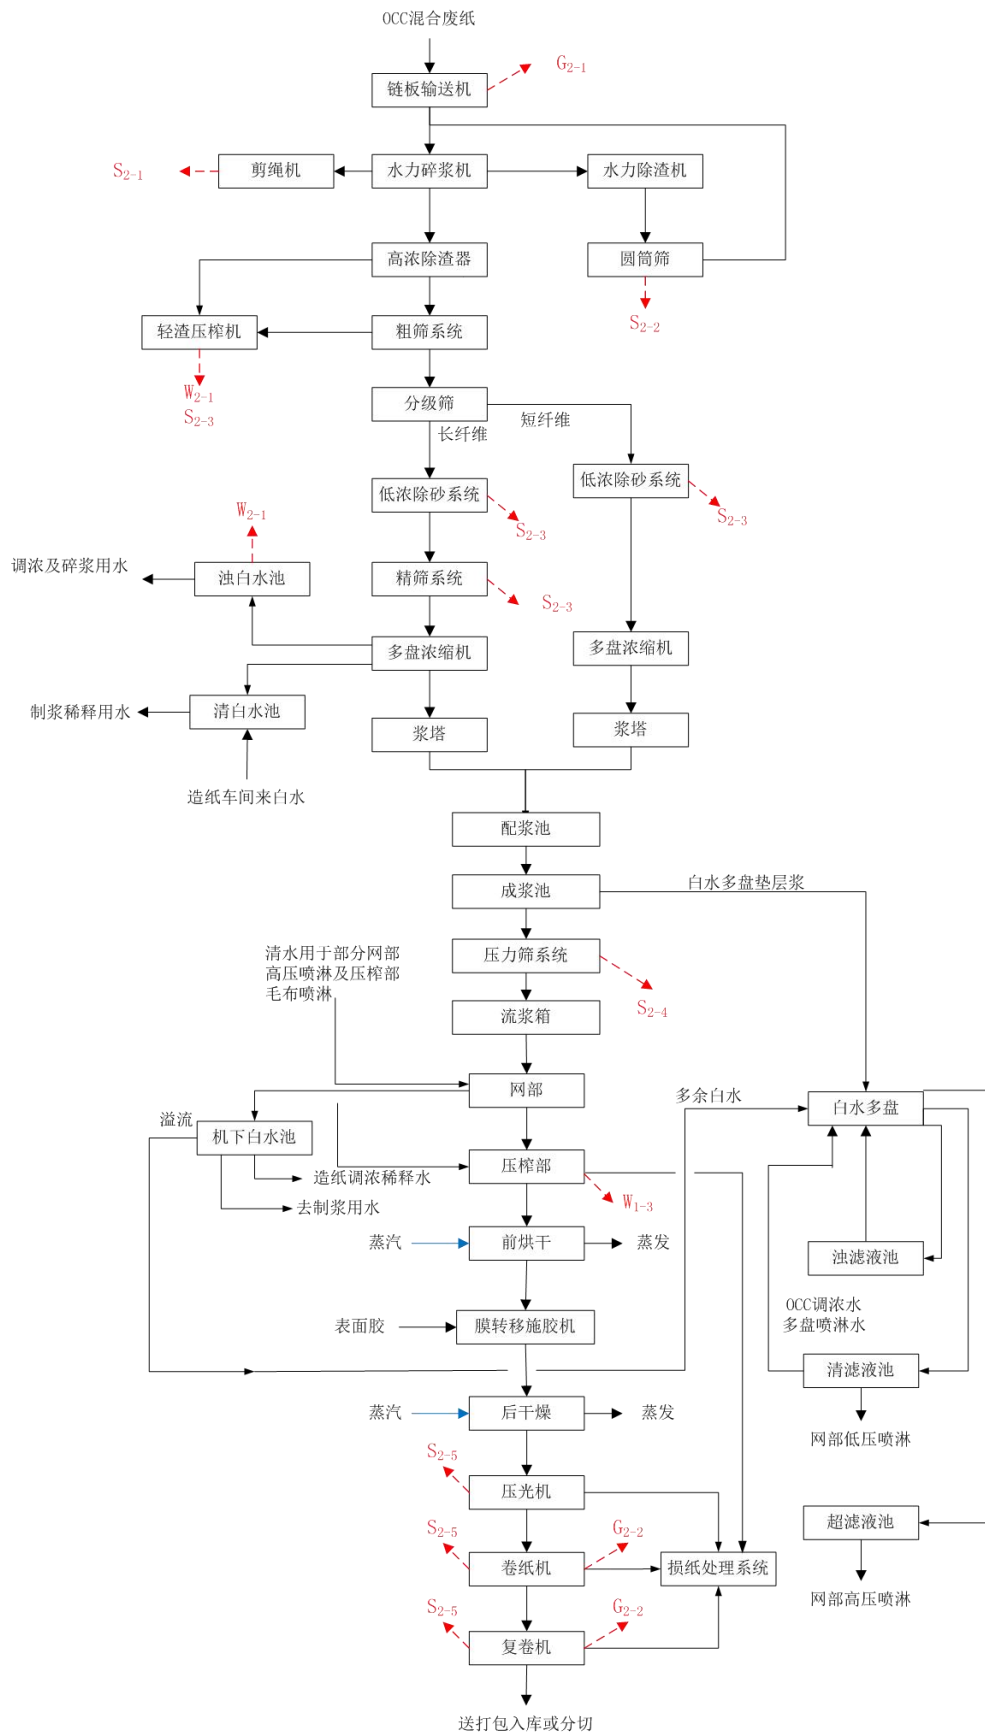 OCC混合废纸
链板输送机
G2-1
S2-1
剪绳机
水力碎浆机
水力除渣机
高浓除渣器
圆筒筛
轻渣压榨机
粗筛系统
S2-2
W2-1
S2-3
分级筛
短纤维
长纤维
低浓除砂系统
低浓除砂系统
W2-1
S2-3
S2-3
调浓及碎浆用水
浊白水池
精筛系统
S2-3
多盘浓缩机
多盘浓缩机
制浆稀释用水
清白水池
浆塔
浆塔
造纸车间来白水
配浆池
成浆池
白水多盘垫层浆
清水用于部分网部
高压喷淋及压榨部
毛布喷淋
压力筛系统
S2-4
流浆箱
网部
多余白水
白水多盘
溢流
机下白水池
压榨部
造纸调浓稀释水
去制浆用水
W1-3
蒸汽
前烘干
蒸发
浊滤液池
OCC调浓水
多盘喷淋水
表面胶
膜转移施胶机
清滤液池
蒸汽
后干燥
蒸发
网部低压喷淋
S2-5
压光机
超滤液池
S2-5
G2-2
卷纸机
损纸处理系统
网部高压喷淋
S2-5
G2-2
复卷机
送打包入库或分切